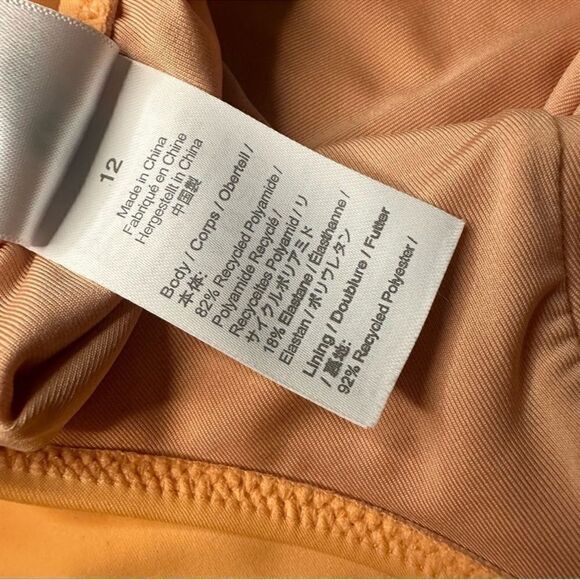 12
Made in China
Fabriqué en Chine
Hergestellt in China
中国製
Body / Corps / Oberteil /
本体:
82% Recycled Polyamide /
Polyamide Recyclé /
Recyceltes Polyamid / リ
サイクルポリアミド
18% Elastane / Élasthanne /
Elastan / ポリウレタン
Lining / Doublure / Futter
/ 裏地:
92% Recycled Polyester /